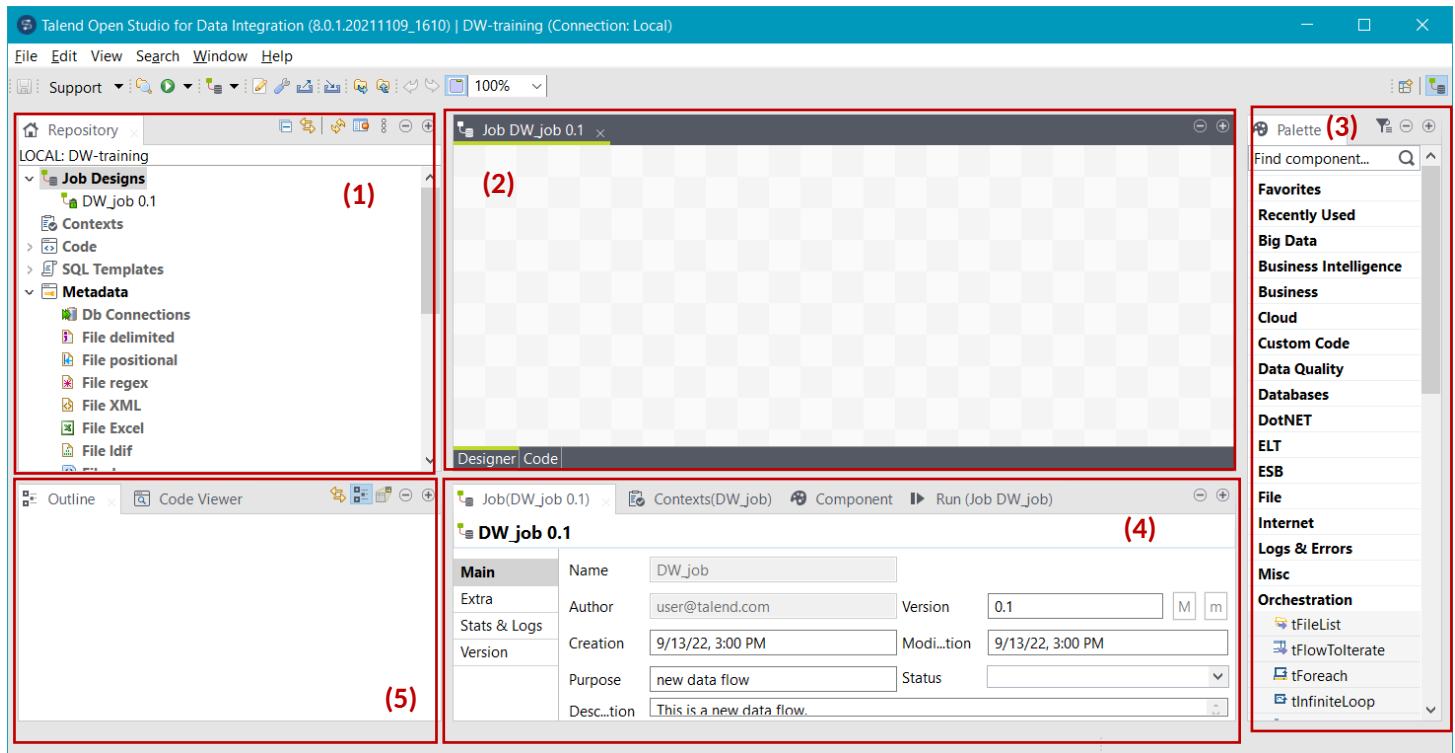 Talend Open Studio for Data Integration (8.0.1.20211109_1610) | DW-training (Connection: Local)
File Edit View Search Window Help
Support 100%
Repository
LOCAL: DW-training
Job Designs
DW_job 0.1
Contexts
Code
SQL Templates
Metadata
Db Connections
File delimited
File positional
File regex
File XML
File Excel
File ldif
(1)
Job DW_job 0.1
(2)
Designer Code
Palette (3)
Find component...
Favorites
Recently Used
Big Data
Business Intelligence
Business
Cloud
Custom Code
Data Quality
Databases
DotNET
ELT
ESB
File
Internet
Logs & Errors
Misc
Orchestration
tFileList
tFlowToIterate
tForeach
tInfiniteLoop
Outline Code Viewer
(5)
Job(DW_job 0.1) Contexts(DW_job) Component Run (Job DW_job)
DW_job 0.1
(4)
Main
Extra
Stats & Logs
Version
Name DW_job
Author user@talend.com Version 0.1 M m
Creation 9/13/22, 3:00 PM Modi...tion 9/13/22, 3:00 PM
Purpose new data flow Status
Desc...tion This is a new data flow.